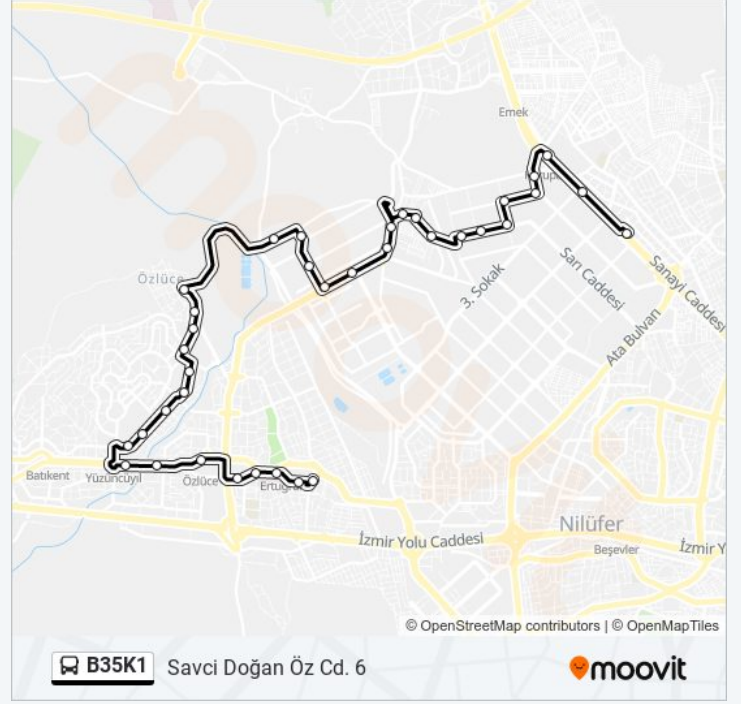 Emek
Özlüce
3. Sokak
Sarı Caddesi
Sanayi Caddesi
Ata Bulvarı
Batıkent
Yüzüncüyıl
Özlüce
Nilüfer
İzmir Yolu Caddesi
Beşevler
İzmir Y
© OpenStreetMap contributors | © OpenMapTiles
B35K1 Savci Doğan Öz Cd. 6
moovit